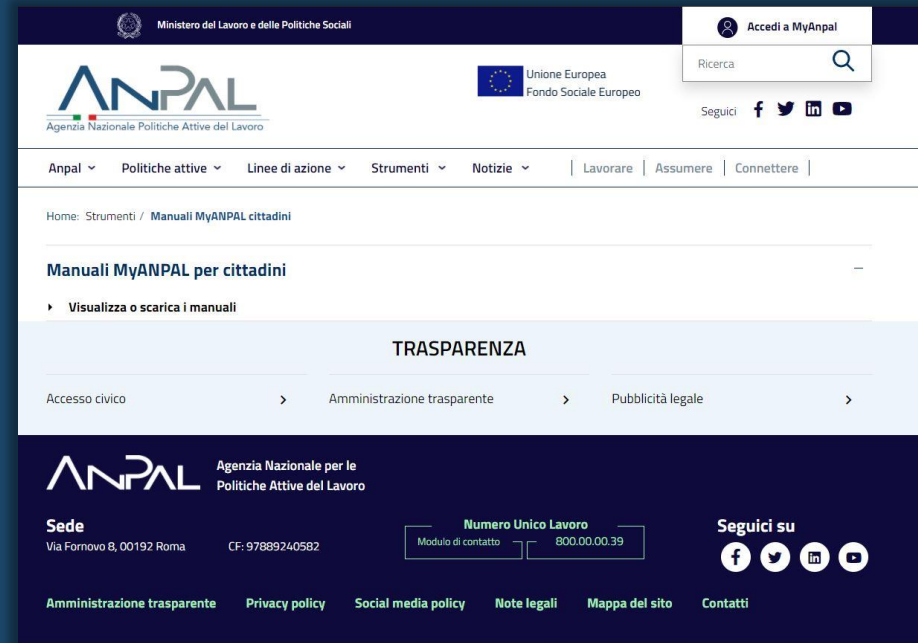 Ministero del Lavoro e delle Politiche Sociali
Accedi a MyAnpal
Ricerca
ANPAL
Agenzia Nazionale Politiche Attive del Lavoro
Unione Europea
Fondo Sociale Europeo
Seguici
Anpal Politiche attive Linee di azione Strumenti Notizie | Lavorare | Assumere | Connettere |
Home: Strumenti / Manuali MyANPAL cittadini
Manuali MyANPAL per cittadini
Visualizza o scarica i manuali
TRASPARENZA
Accesso civico Amministrazione trasparente Pubblicità legale
ANPAL
Agenzia Nazionale per le
Politiche Attive del Lavoro
Sede
Via Fornovo 8, 00192 Roma CF: 97889240582
Numero Unico Lavoro
Modulo di contatto 800.00.00.39
Seguici su
Amministrazione trasparente Privacy policy Social media policy Note legali Mappa del sito Contatti